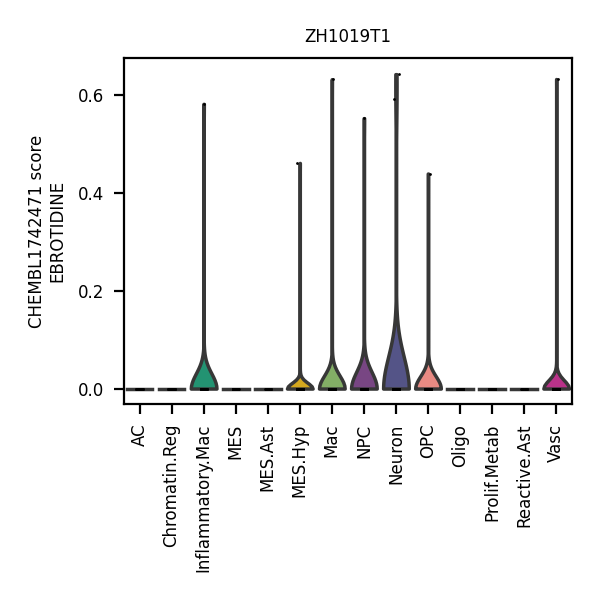 ZH1019T1
CHEMBL1742471 score
EBROTIDINE
0.6
0.4
0.2
0.0
AC
Chromatin.Reg
Inflammatory.Mac
MES
MES.Ast
MES.Hyp
Mac
NPC
Neuron
OPC
Oligo
Prolif.Metab
Reactive.Ast
Vasc